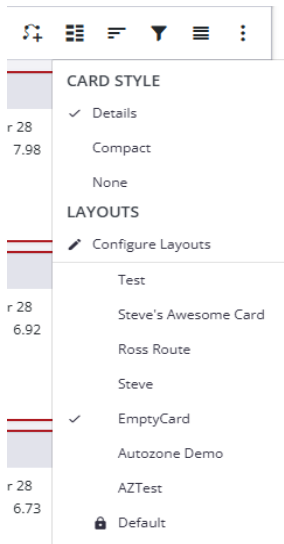 CARD STYLE
Details
r 28
7.98
Compact
None
LAYOUTS
Configure Layouts
Test
r 28
Steve's Awesome Card
6.92
Ross Route
Steve
EmptyCard
Autozone Demo
r 28
AZTest
6.73
Default